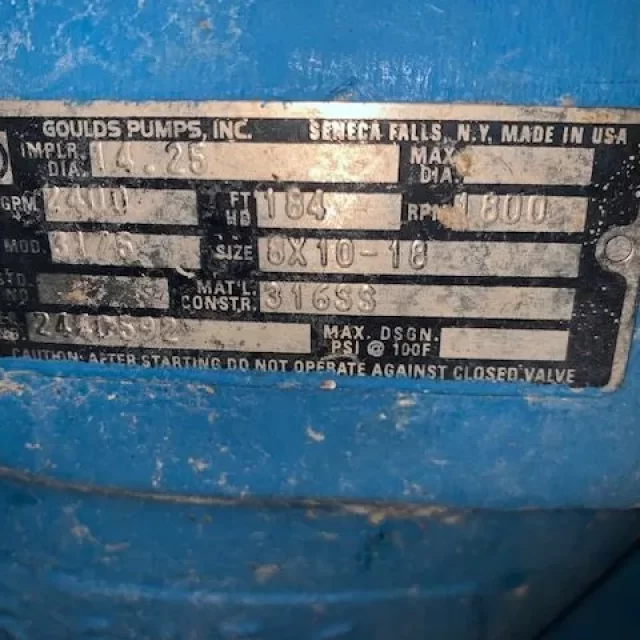 GOULDS PUMPS, INC. SENECA FALLS, N.Y. MADE IN USA
IMPLR. DIA. 14.25 MAX DIA.
GPM 2400 FT HD 184 RPM 1800
MOD. 3175 SIZE 8X10-18
MAT'L. CONSTR. 316SS
MAX. DSGN. PSI @ 100F
CAUTION: AFTER STARTING DO NOT OPERATE AGAINST CLOSED VALVE